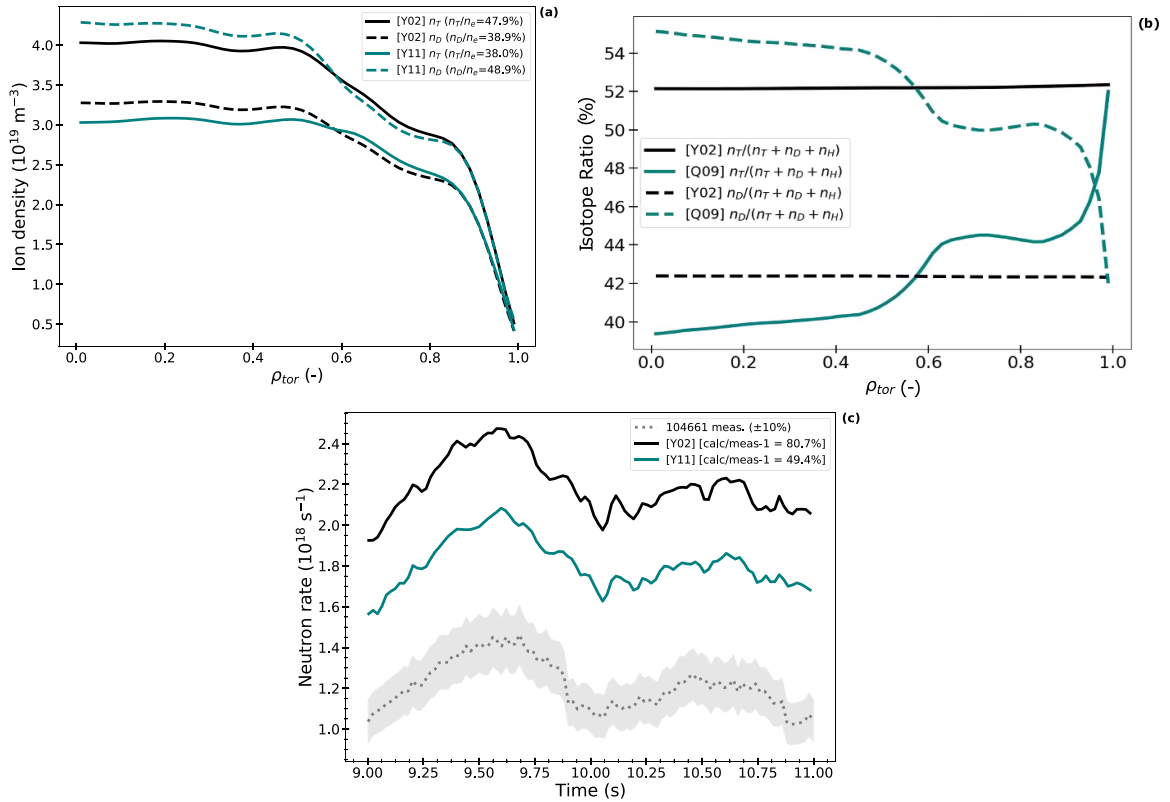 (a)
[Y02] n_T (n_T/n_e=47.9%)
[Y02] n_D (n_D/n_e=38.9%)
[Y11] n_T (n_T/n_e=38.0%)
[Y11] n_D (n_D/n_e=48.9%)
Ion density (10^19 m^−3)
4.0
3.5
3.0
2.5
2.0
1.5
1.0
0.5
0.0 0.2 0.4 0.6 0.8 1.0
ρ_tor (-)
(b)
[Y02] n_T/(n_T + n_D + n_H)
[Q09] n_T/(n_T + n_D + n_H)
[Y02] n_D/(n_T + n_D + n_H)
[Q09] n_D/(n_T + n_D + n_H)
Isotope Ratio (%)
54
52
50
48
46
44
42
40
0.0 0.2 0.4 0.6 0.8 1.0
ρ_tor (-)
(c)
104661 meas. (±10%)
[Y02] [calc/meas-1 = 80.7%]
[Y11] [calc/meas-1 = 49.4%]
Neutron rate (10^18 s^−1)
2.4
2.2
2.0
1.8
1.6
1.4
1.2
1.0
9.00 9.25 9.50 9.75 10.00 10.25 10.50 10.75 11.00
Time (s)